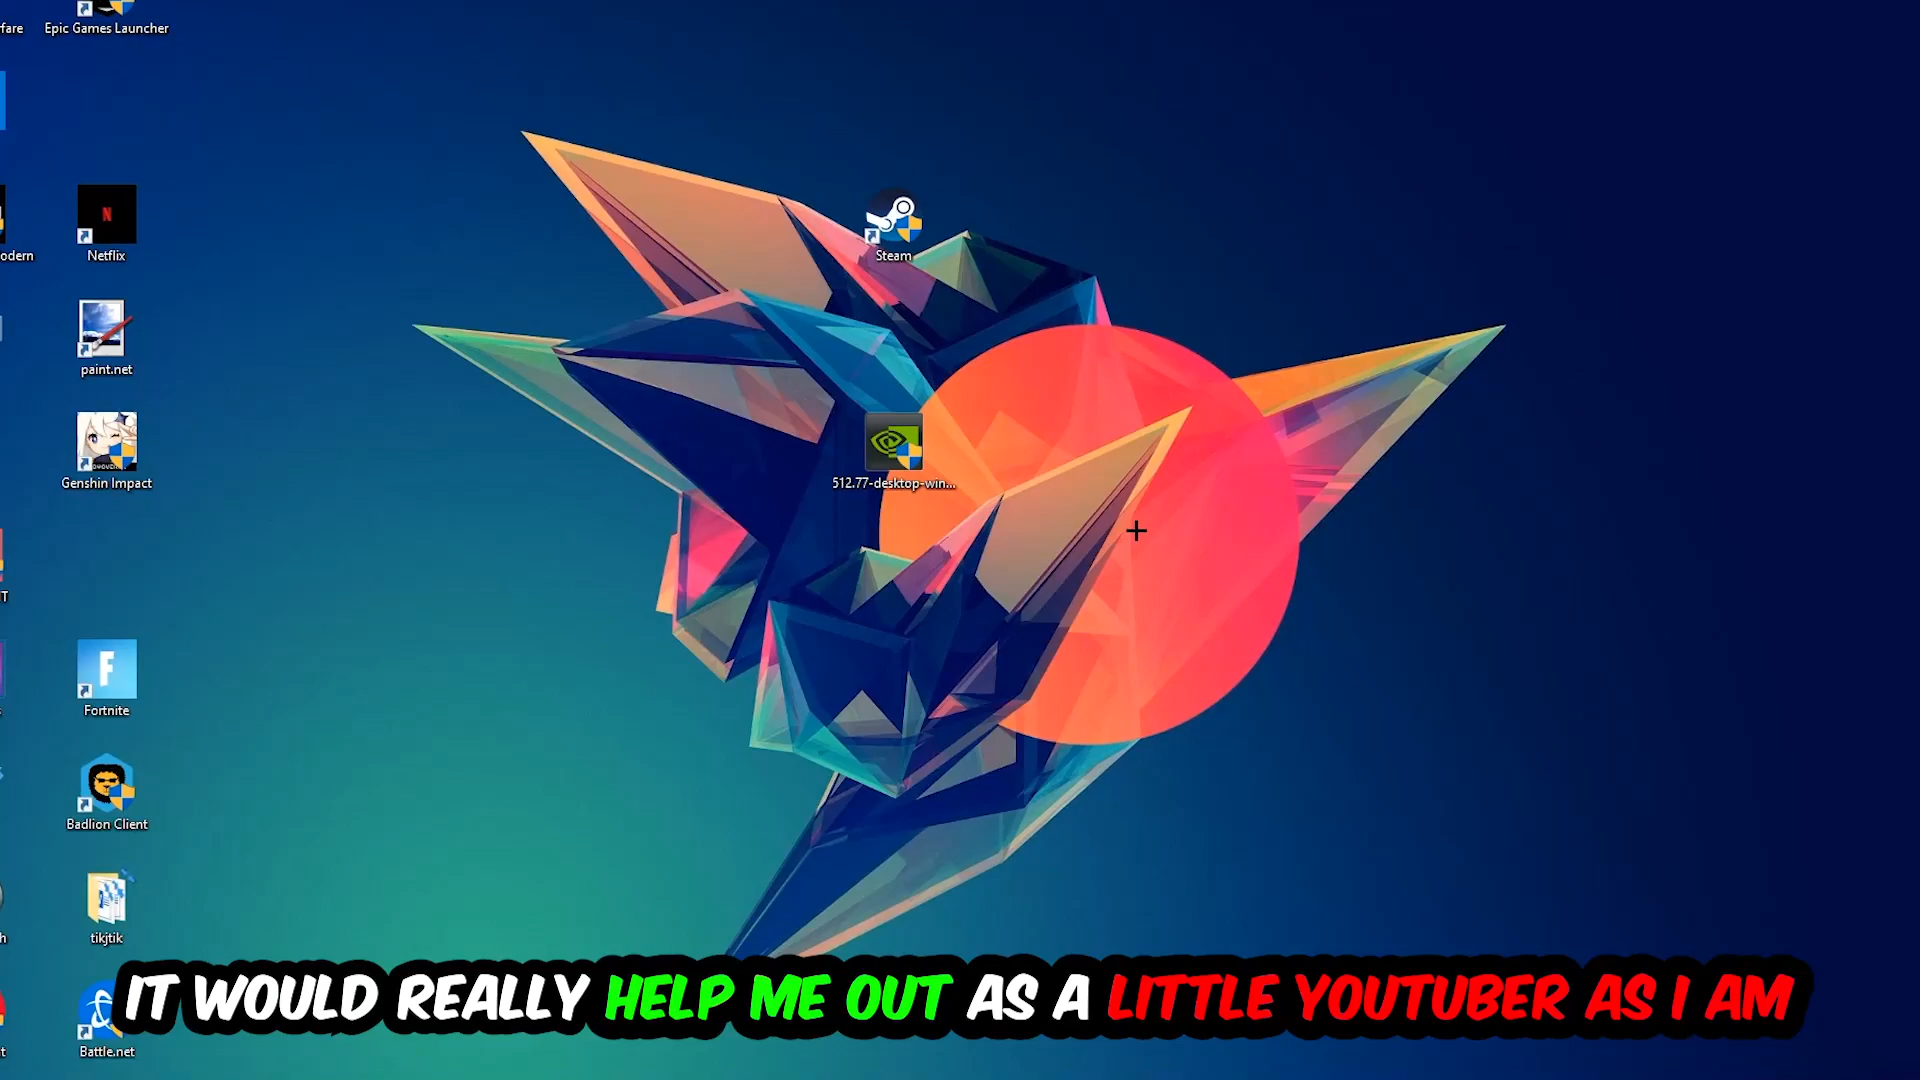 fare
Epic Games Launcher
odern
Netflix
Steam
paint.net
Genshin Impact
512.77-desktop-win...
IT
F
Fortnite
Badlion Client
h
tikjtik
IT WOULD REALLY HELP ME OUT AS A LITTLE YOUTUBER AS I AM
t
Battle.net